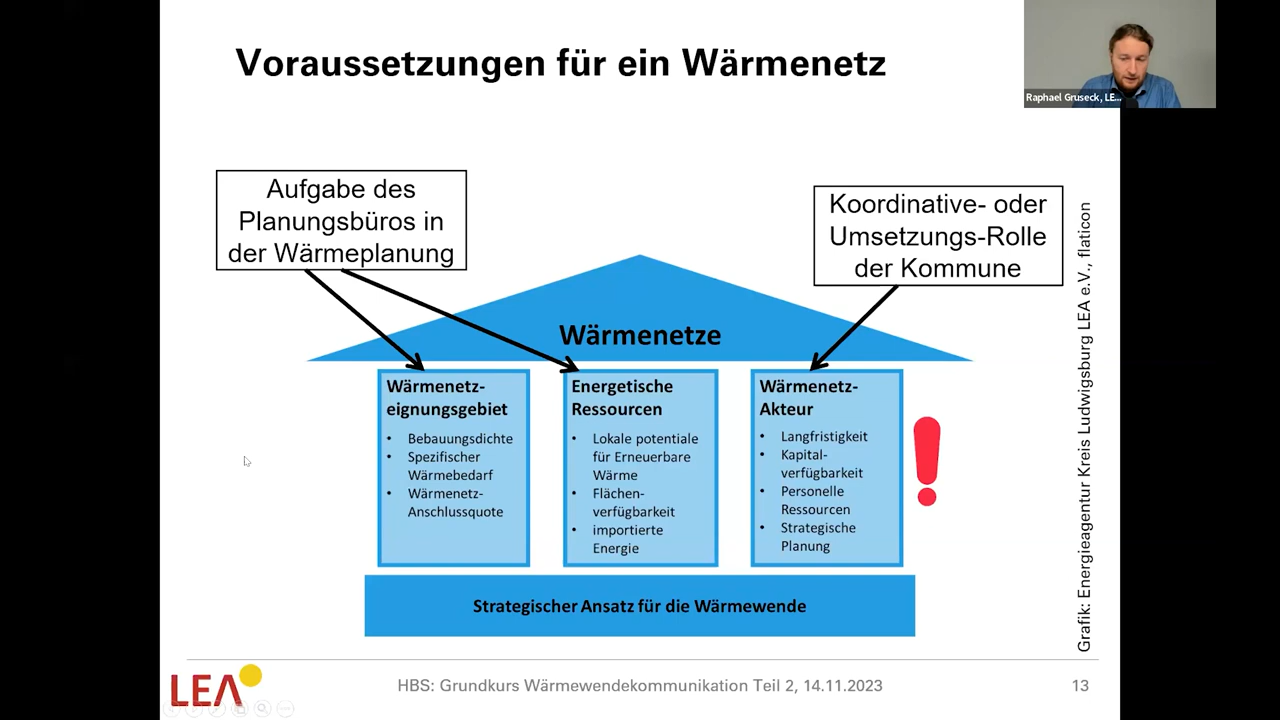 Voraussetzungen für ein Wärmenetz
Raphael Gruseck, LE...
Aufgabe des
Planungsbüros in
der Wärmeplanung
Koordinative- oder
Umsetzungs-Rolle
der Kommune
Wärmenetze
Wärmenetz-
eignungsgebiet
• Bebauungsdichte
• Spezifischer
Wärmebedarf
• Wärmenetz-
Anschlussquote
Energetische
Ressourcen
• Lokale potentiale
für Erneuerbare
Wärme
• Flächen-
verfügbarkeit
• importierte
Energie
Wärmenetz-
Akteur
• Langfristigkeit
• Kapital-
verfügbarkeit
• Personelle
Ressourcen
• Strategische
Planung
!
Strategischer Ansatz für die Wärmewende
Grafik: Energieagentur Kreis Ludwigsburg LEA e.V., flaticon
LEA
HBS: Grundkurs Wärmewendekommunikation Teil 2, 14.11.2023
13